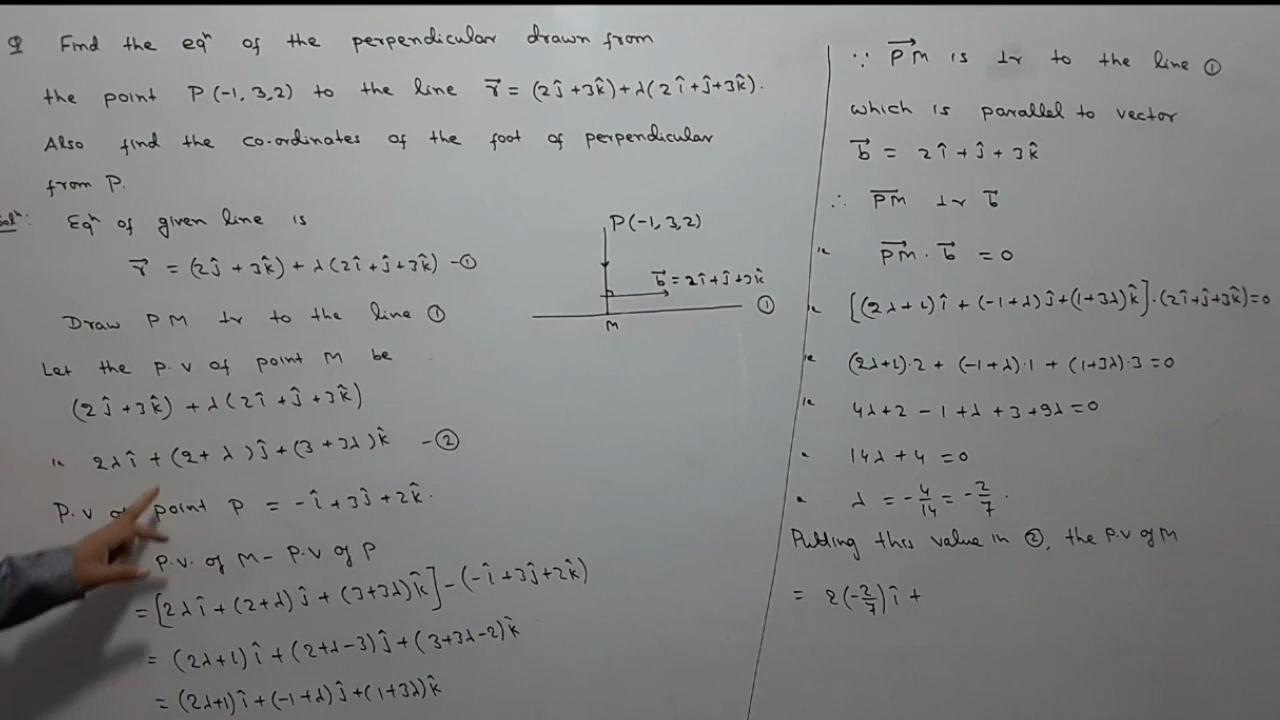 Q Find the eqⁿ of the perpendicular drawn from
the point P(-1, 3, 2) to the line r⃗ = (2ĵ+3k̂)+λ(2î+ĵ+3k̂).
Also find the co-ordinates of the foot of perpendicular
from P.
Solⁿ: Eqⁿ of given line is
r⃗ = (2ĵ+3k̂) + λ(2î+ĵ+3k̂) -①
Draw PM ⊥r to the line ①
Let the p.v of point M be
(2ĵ+3k̂) + λ(2î+ĵ+3k̂)
ie 2λî + (2+λ)ĵ + (3+3λ)k̂ -②
P.v point P = -î+3ĵ+2k̂.
P.v. of M - P.v of P
= [2λî + (2+λ)ĵ + (3+3λ)k̂] - (-î+3ĵ+2k̂)
= (2λ+1)î + (2+λ-3)ĵ + (3+3λ-2)k̂
= (2λ+1)î + (-1+λ)ĵ + (1+3λ)k̂
P(-1, 3, 2)
b⃗ = 2î+ĵ+3k̂
①
M
∵ PM⃗ is ⊥r to the line ①
which is parallel to vector
b⃗ = 2î+ĵ+3k̂
∴ PM⃗ ⊥r b⃗
ie PM⃗ . b⃗ = 0
ie [(2λ+1)î + (-1+λ)ĵ + (1+3λ)k̂].(2î+ĵ+3k̂)=0
ie (2λ+1).2 + (-1+λ).1 + (1+3λ).3 = 0
ie 4λ+2 - 1+λ + 3+9λ = 0
" 14λ + 4 = 0
" λ = -4/14 = -2/7.
Putting this value in ②, the P.v of M
= 2(-2/7)î +